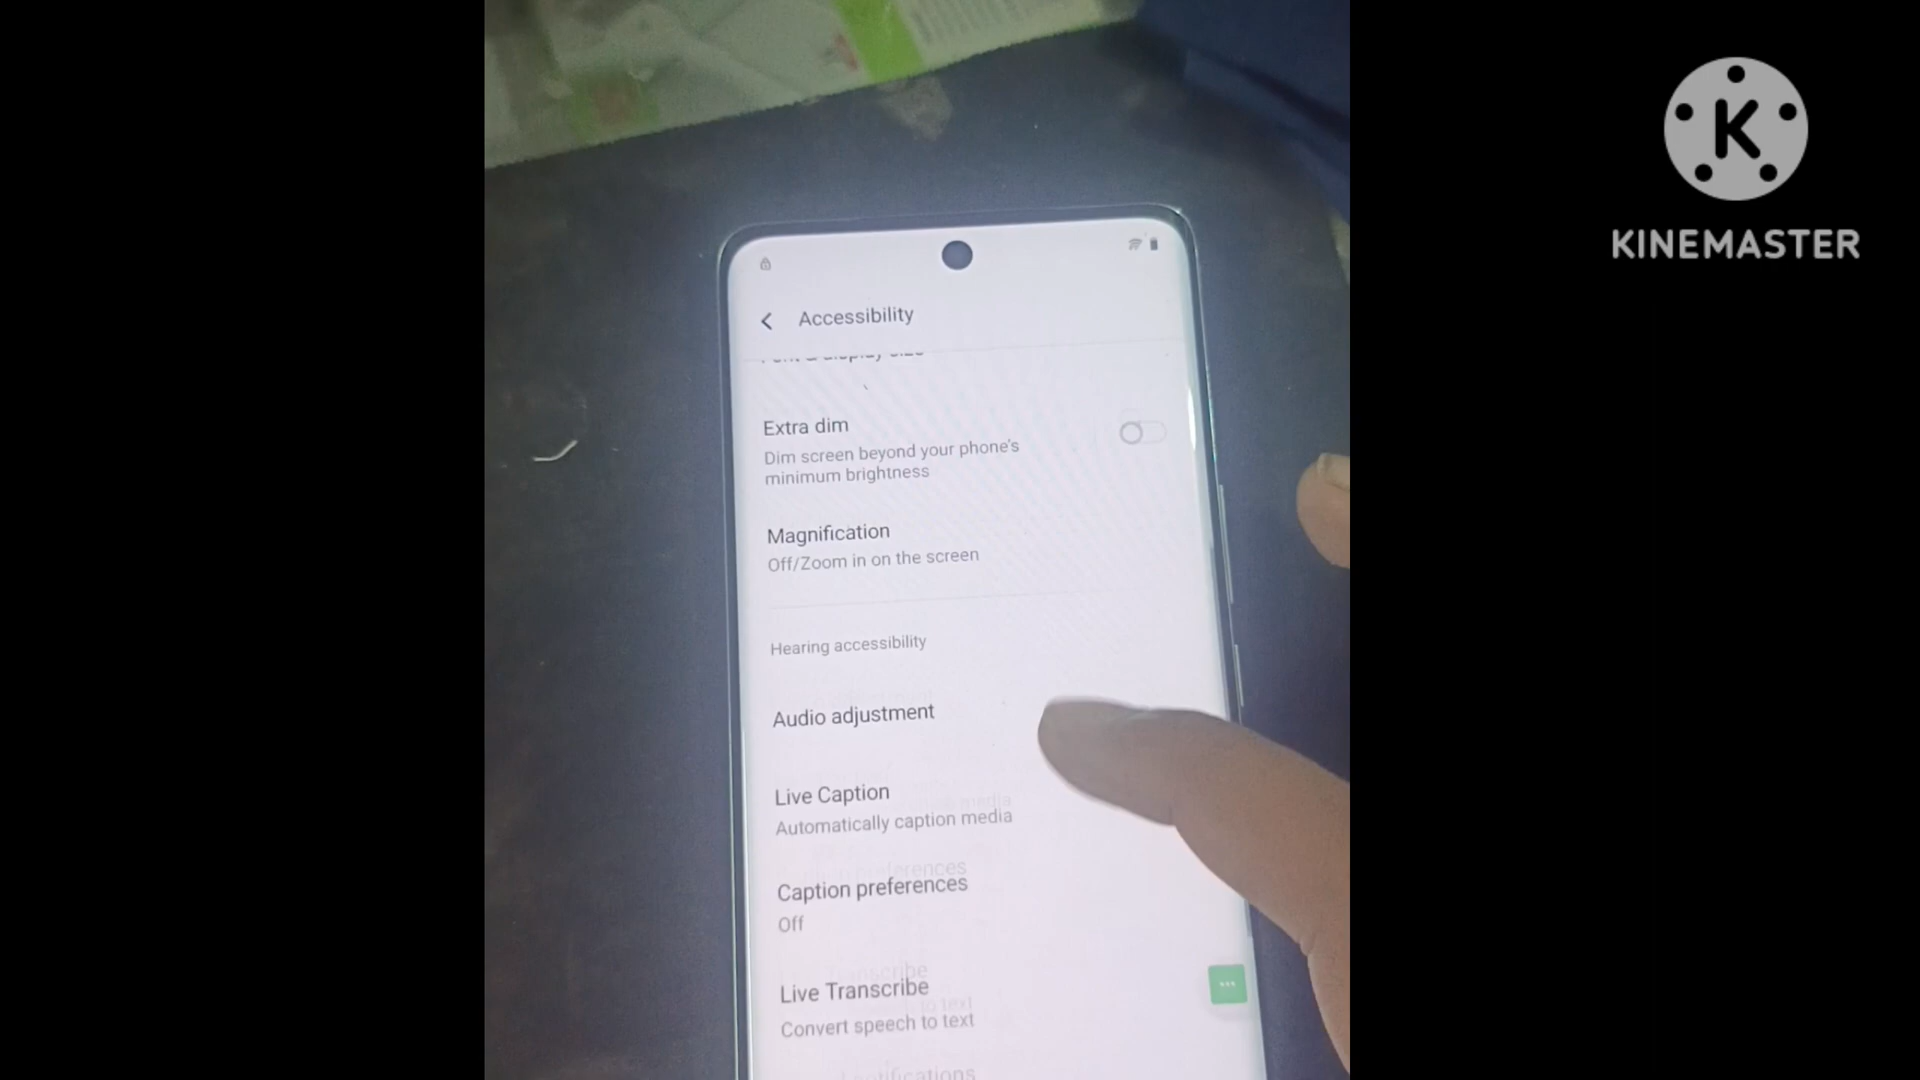 KINEMASTER
Accessibility
Extra dim
Dim screen beyond your phone's
minimum brightness
Magnification
Off/Zoom in on the screen
Hearing accessibility
Audio adjustment
Live Caption
Automatically caption media
Caption preferences
Off
Live Transcribe
Convert speech to text